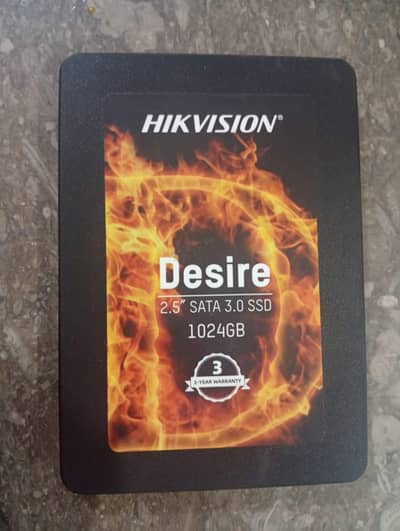 HIKVISION®
Desire
2.5" SATA 3.0 SSD
1024GB
3
3-YEAR WARRANTY